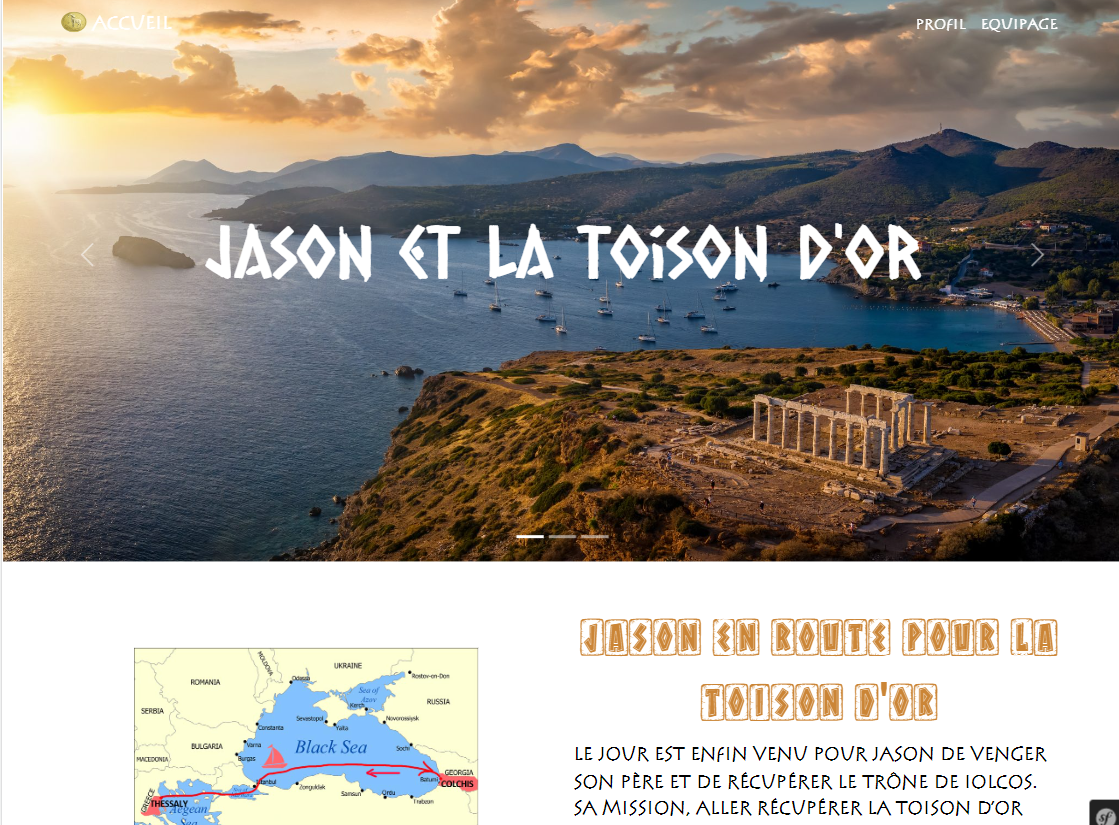 ACCUEIL
PROFIL EQUIPAGE
JASON ET LA TOISON D'OR
JASON EN ROUTE POUR LA
TOISON D'OR
LE JOUR EST ENFIN VENU POUR JASON DE VENGER
SON PÈRE ET DE RÉCUPÉRER LE TRÔNE DE IOLCOS.
SA MISSION, ALLER RÉCUPÉRER LA TOISON D'OR
MOLDOVA
UKRAINE
ROMANIA
Odessa
Rostov-on-Don
Sea of
Azov
RUSSIA
SERBIA
Kerch
Sevastopol
Yalta
Novorossiysk
Constanta
BULGARIA
Varna
Black Sea
Sochi
Burgas
MACEDONIA
GEORGIA
Batumi
COLCHIS
Istanbul
Zonguldak
Samsun
Ordu
Trabzon
GREECE
THESSALY
Aegean
Sea
sf